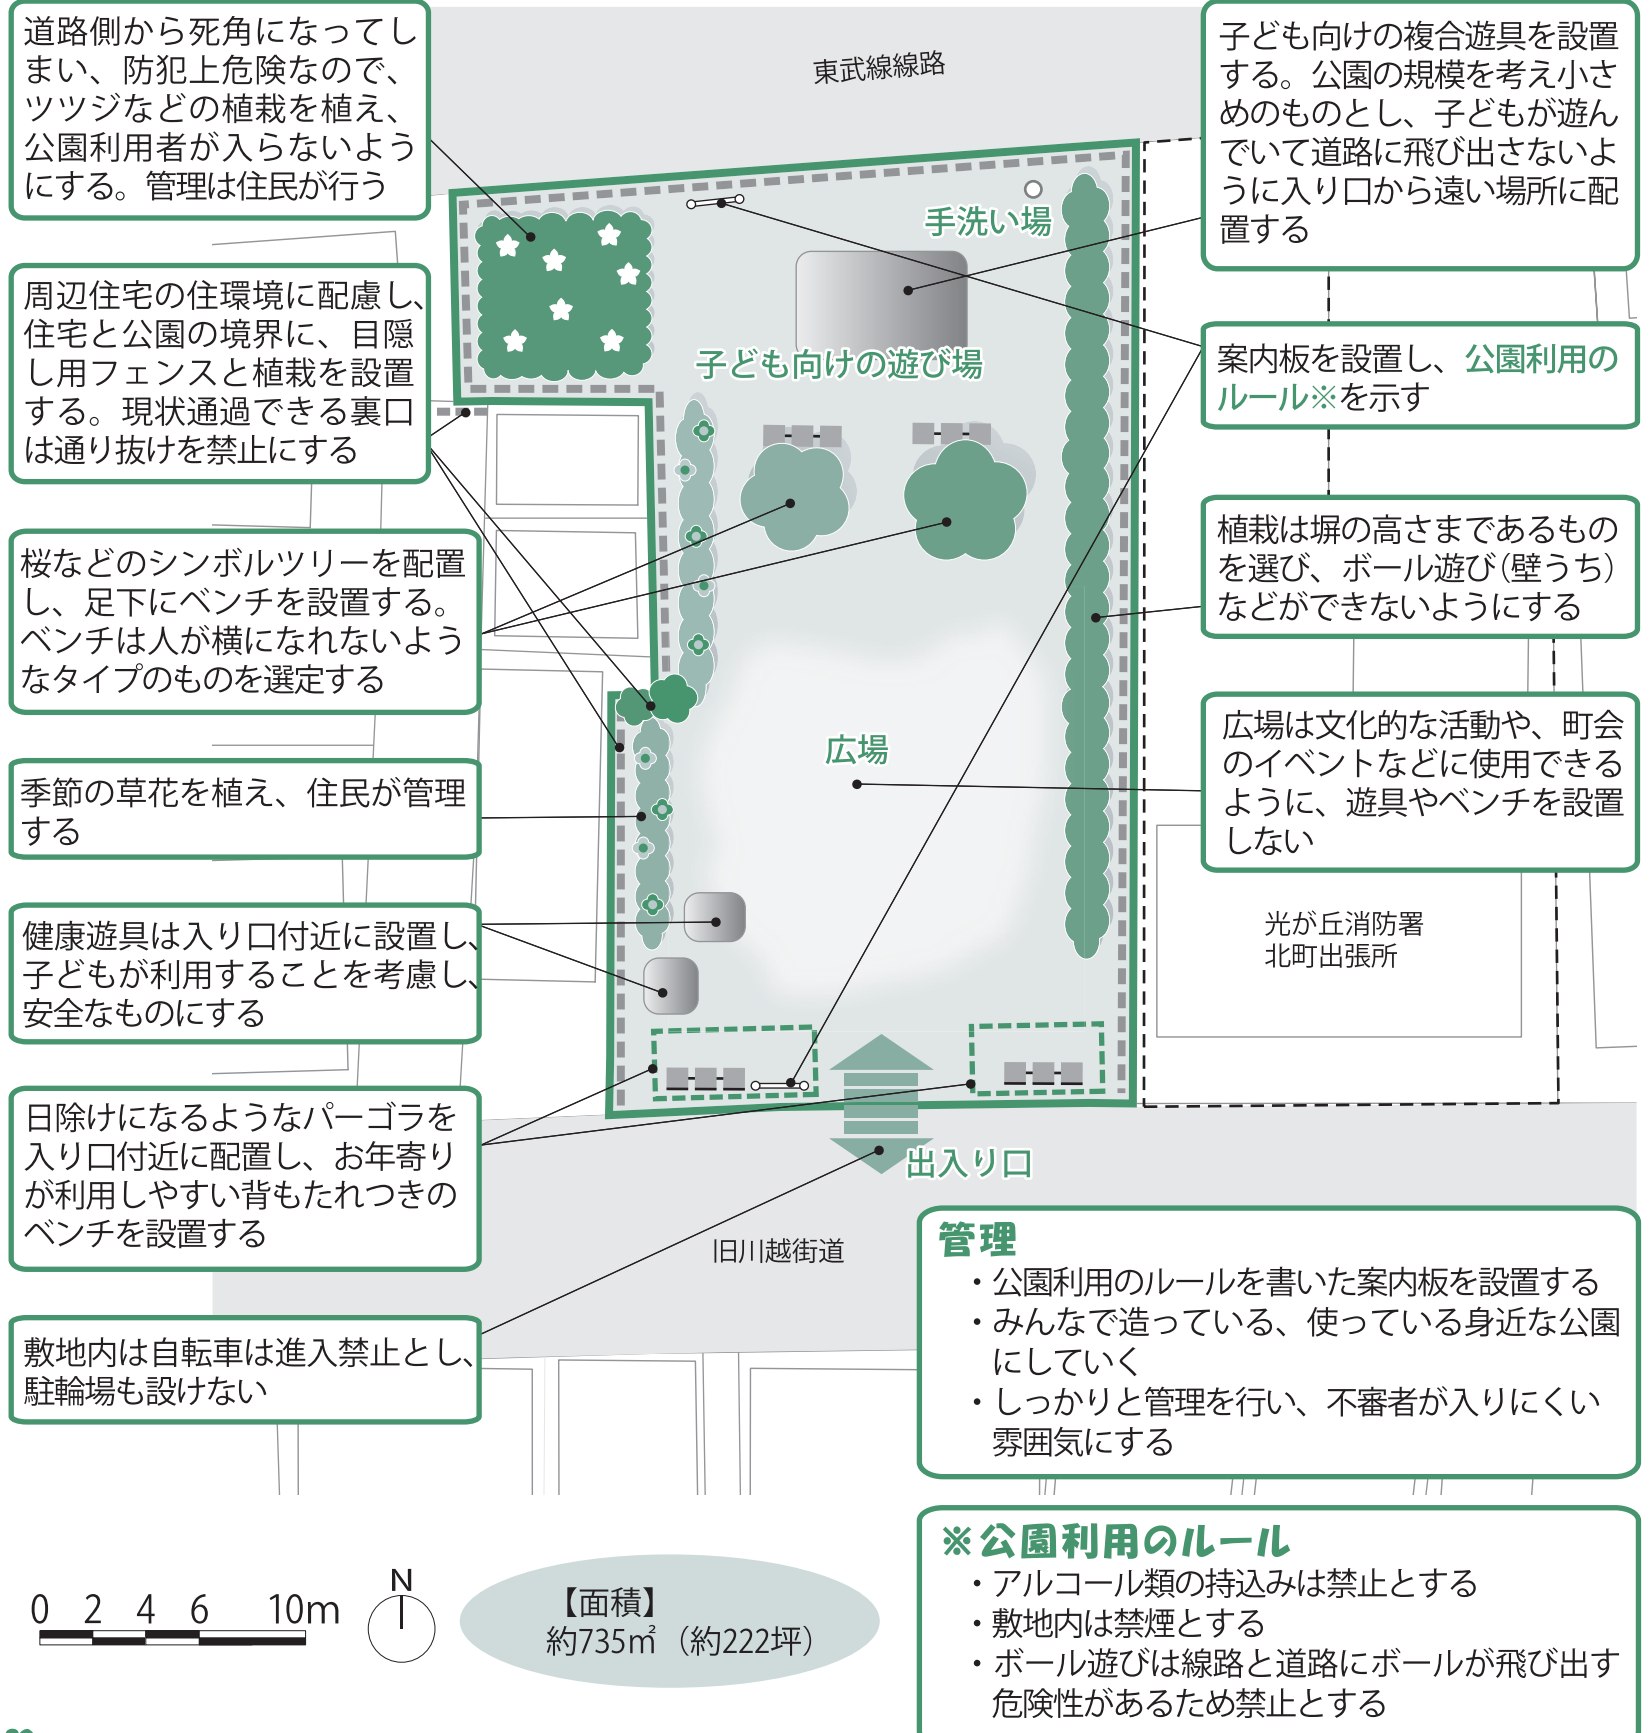 道路側から死角になってし
まい、防犯上危険なので、
ツツジなどの植栽を植え、
公園利用者が入らないよう
にする。管理は住民が行う
周辺住宅の住環境に配慮し、
住宅と公園の境界に、目隠
し用フェンスと植栽を設置
する。現状通過できる裏口
は通り抜けを禁止にする
桜などのシンボルツリーを配置
し、足下にベンチを設置する。
ベンチは人が横になれないよう
なタイプのものを選定する
季節の草花を植え、住民が管理
する
健康遊具は入り口付近に設置し、
子どもが利用することを考慮し、
安全なものにする
日除けになるようなパーゴラを
入り口付近に配置し、お年寄り
が利用しやすい背もたれつきの
ベンチを設置する
敷地内は自転車は進入禁止とし、
駐輪場も設けない
東武線線路
手洗い場
子ども向けの遊び場
広場
出入り口
旧川越街道
子ども向けの複合遊具を設置
する。公園の規模を考え小さ
めのものとし、子どもが遊ん
でいて道路に飛び出さないよ
うに入り口から遠い場所に配
置する
案内板を設置し、公園利用の
ルール※を示す
植栽は塀の高さまであるもの
を選び、ボール遊び（壁うち）
などができないようにする
広場は文化的な活動や、町会
のイベントなどに使用できる
ように、遊具やベンチを設置
しない
光が丘消防署
北町出張所
管理
・公園利用のルールを書いた案内板を設置する
・みんなで造っている、使っている身近な公園
にしていく
・しっかりと管理を行い、不審者が入りにくい
雰囲気にする
※公園利用のルール
・アルコール類の持込みは禁止とする
・敷地内は禁煙とする
・ボール遊びは線路と道路にボールが飛び出す
危険性があるため禁止とする
0 2 4 6 10m
N
【面積】
約735㎡（約222坪）